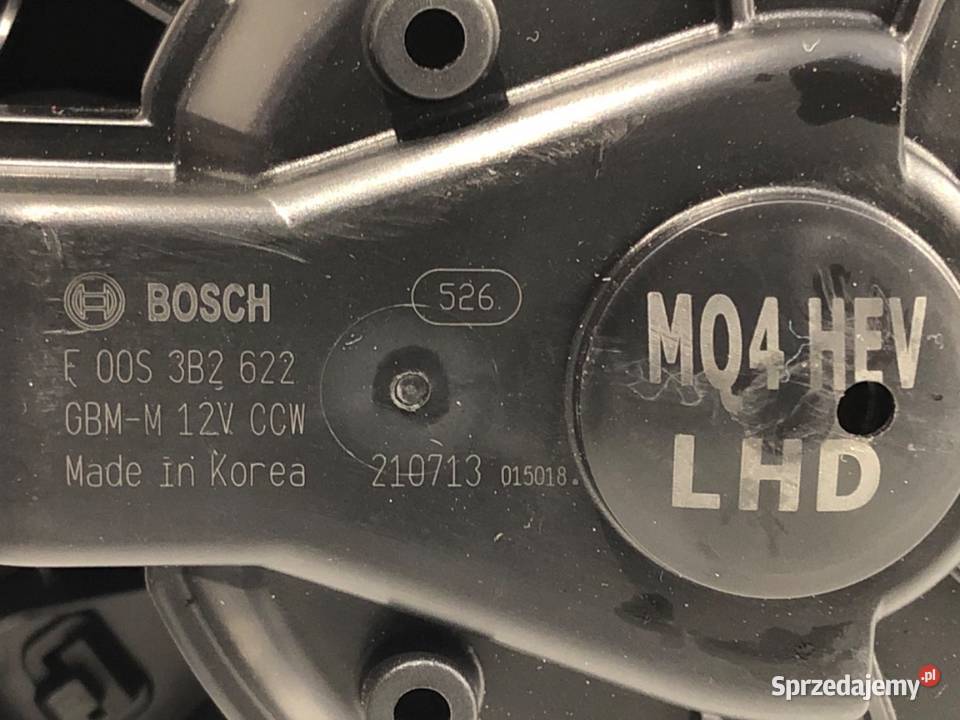 BOSCH
526
F 00S 3B2 622
GBM-M 12V CCW
Made in Korea
210713 015018.
MQ4 HEV
LHD
Sprzedajemy.pl